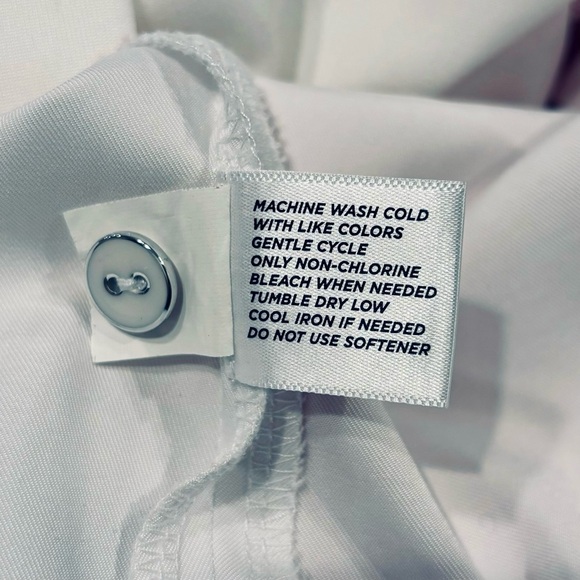 MACHINE WASH COLD
WITH LIKE COLORS
GENTLE CYCLE
ONLY NON-CHLORINE
BLEACH WHEN NEEDED
TUMBLE DRY LOW
COOL IRON IF NEEDED
DO NOT USE SOFTENER